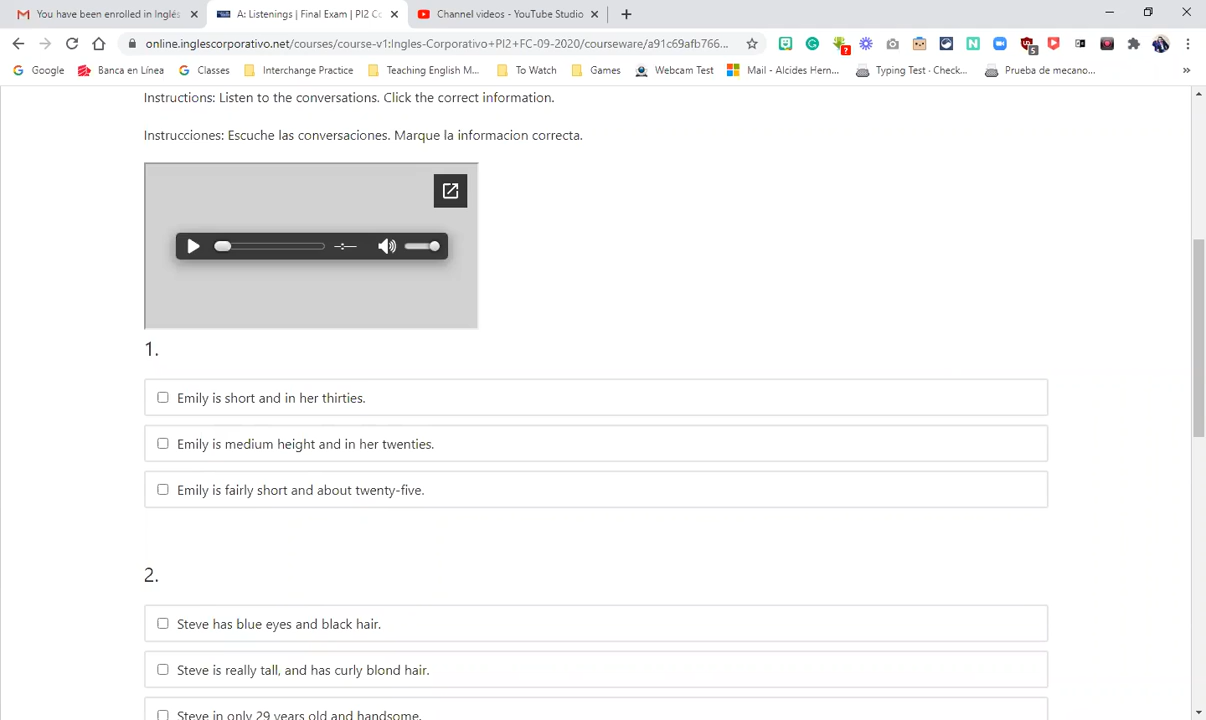 You have been enrolled in Inglés
A: Listenings | Final Exam | PI2 Co
Channel videos - YouTube Studio
online.inglescorporativo.net/courses/course-v1:Ingles-Corporativo+PI2+FC-09-2020/courseware/a91c69afb766...
Google
Banca en Línea
Classes
Interchange Practice
Teaching English M...
To Watch
Games
Webcam Test
Mail - Alcides Hern...
Typing Test · Check...
Prueba de mecano...
»
Instructions: Listen to the conversations. Click the correct information.
Instrucciones: Escuche las conversaciones. Marque la informacion correcta.
-:--
1.
Emily is short and in her thirties.
Emily is medium height and in her twenties.
Emily is fairly short and about twenty-five.
2.
Steve has blue eyes and black hair.
Steve is really tall, and has curly blond hair.
Steve in only 29 years old and handsome.